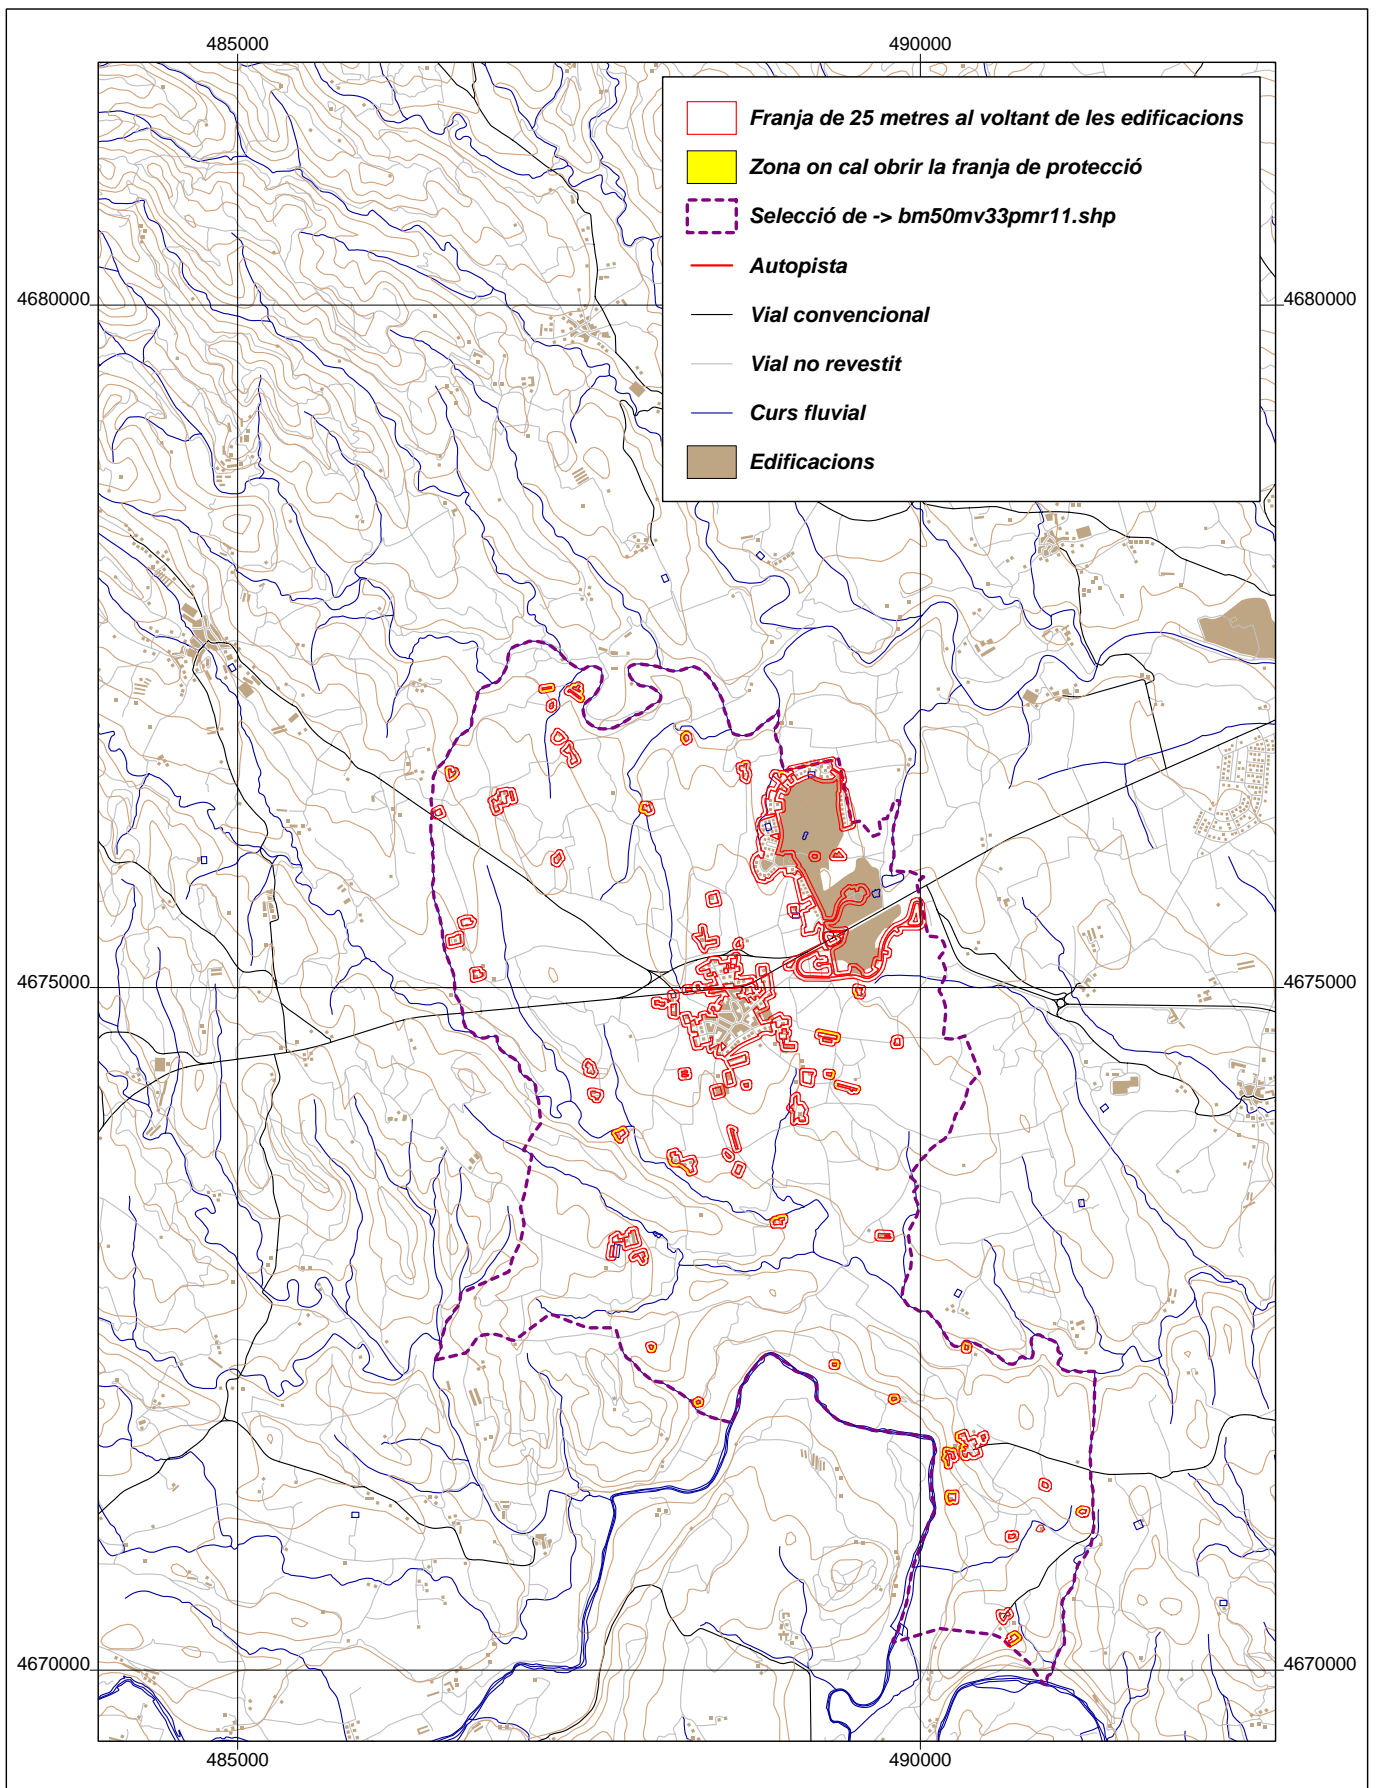 485000
490000
Franja de 25 metres al voltant de les edificacions
Zona on cal obrir la franja de protecció
Selecció de -> bm50mv33pmr11.shp
Autopista
4680000
4680000
Vial convencional
Vial no revestit
Curs fluvial
Edificacions
4675000
4675000
4670000
4670000
485000
490000